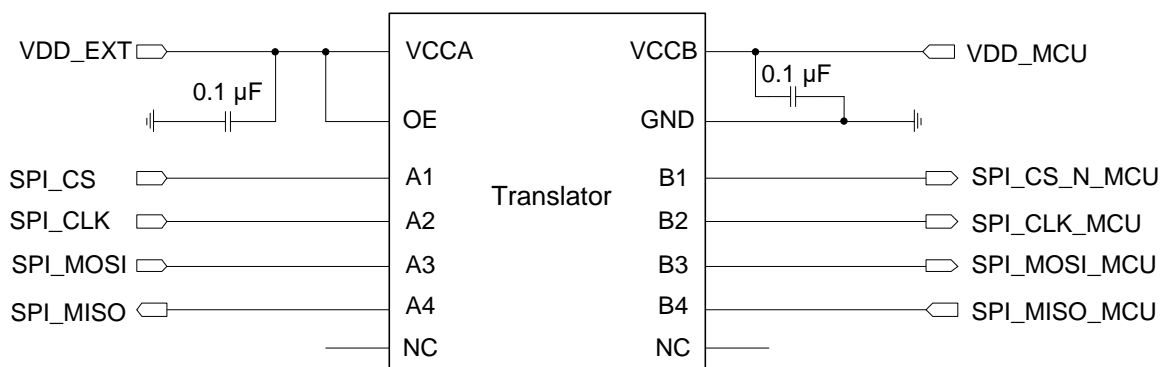 VDD_EXT
VCCA
VCCB
VDD_MCU
0.1 µF
0.1 µF
OE
GND
SPI_CS
A1
B1
SPI_CS_N_MCU
Translator
SPI_CLK
A2
B2
SPI_CLK_MCU
SPI_MOSI
A3
B3
SPI_MOSI_MCU
SPI_MISO
A4
B4
SPI_MISO_MCU
NC
NC